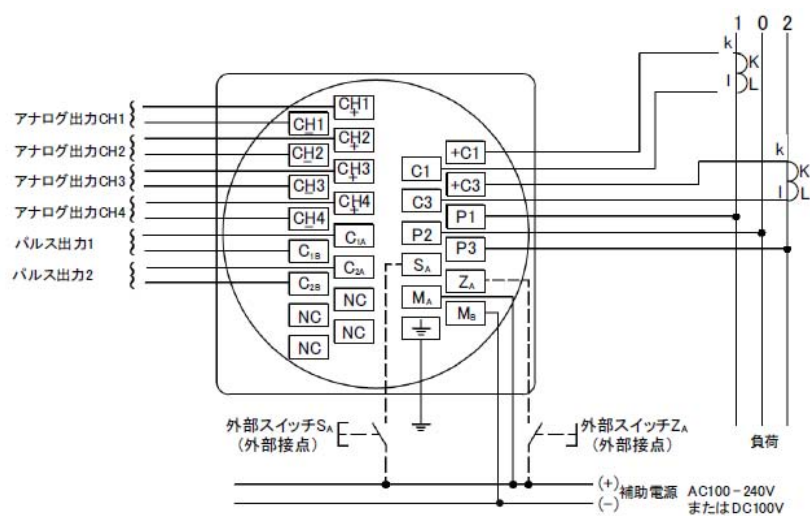 1 0 2
k
K
l
L
k
K
l
L
アナログ出力CH1
アナログ出力CH2
アナログ出力CH3
アナログ出力CH4
パルス出力1
パルス出力2
CH1
+
CH1
−
CH2
+
CH2
−
CH3
+
CH3
−
CH4
+
CH4
−
C1A
C1B
C2A
C2B
NC
NC
NC
NC
+C1
C1
+C3
C3
P1
P2
P3
SA
ZA
MA
MB
外部スイッチSA
(外部接点)
外部スイッチZA
(外部接点)
負荷
(+)
(−)
補助電源
AC100-240V
またはDC100V